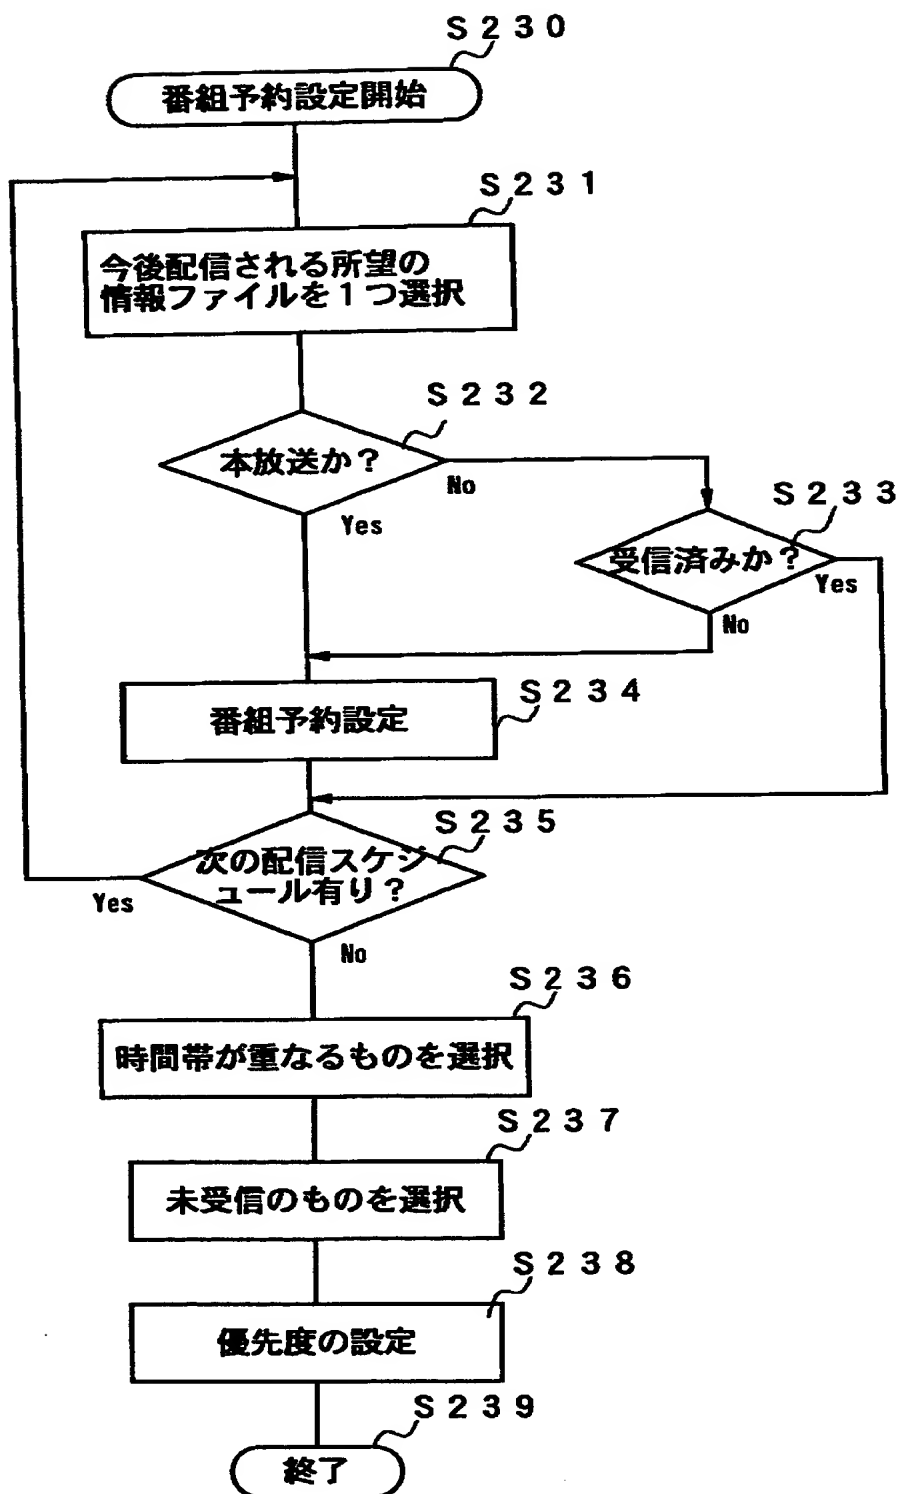 S230
番組予約設定開始
S231
今後配信される所望の
情報ファイルを1つ選択
S232
本放送か?
No
Yes
S233
受信済みか?
Yes
No
S234
番組予約設定
S235
次の配信スケジ
ュール有り?
Yes
No
S236
時間帯が重なるものを選択
S237
未受信のものを選択
S238
優先度の設定
S239
終了